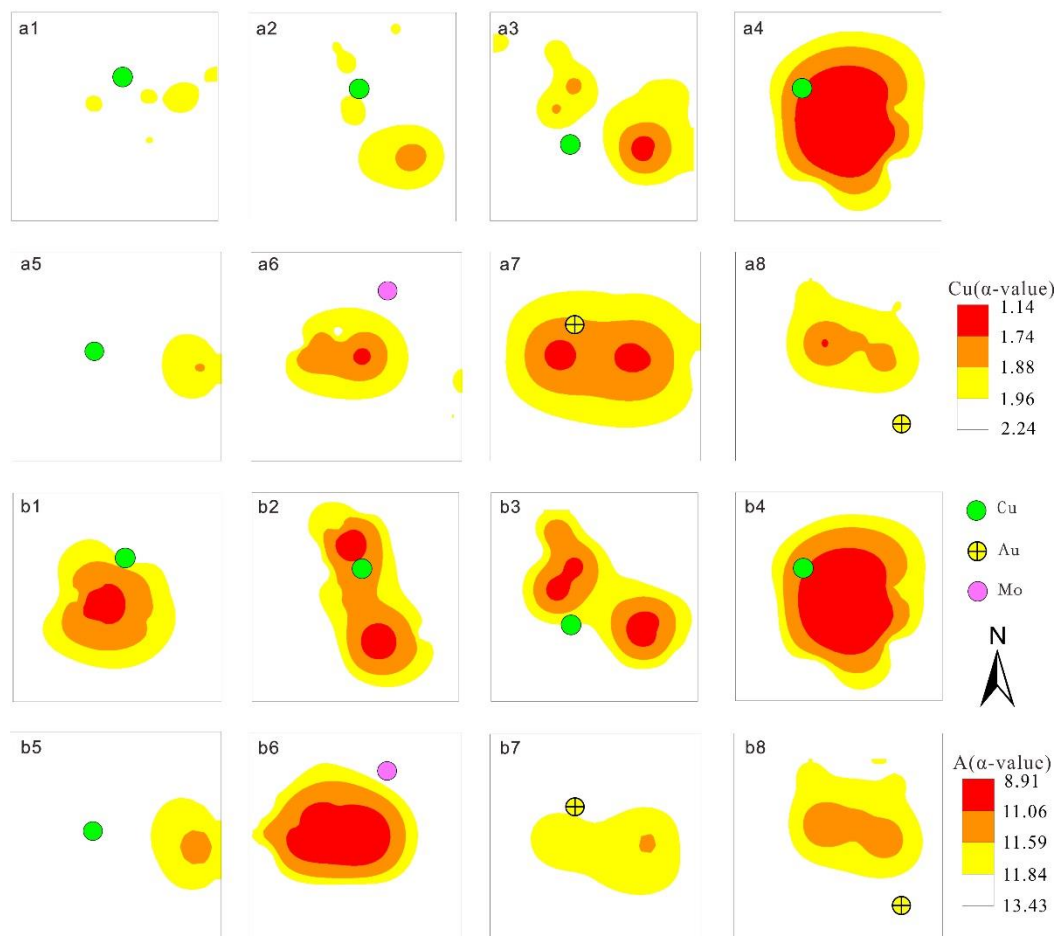 a1
a2
a3
a4
a5
a6
a7
a8
Cu(α-value)
1.14
1.74
1.88
1.96
2.24
b1
b2
b3
b4
Cu
Au
Mo
N
b5
b6
b7
b8
A(α-value)
8.91
11.06
11.59
11.84
13.43